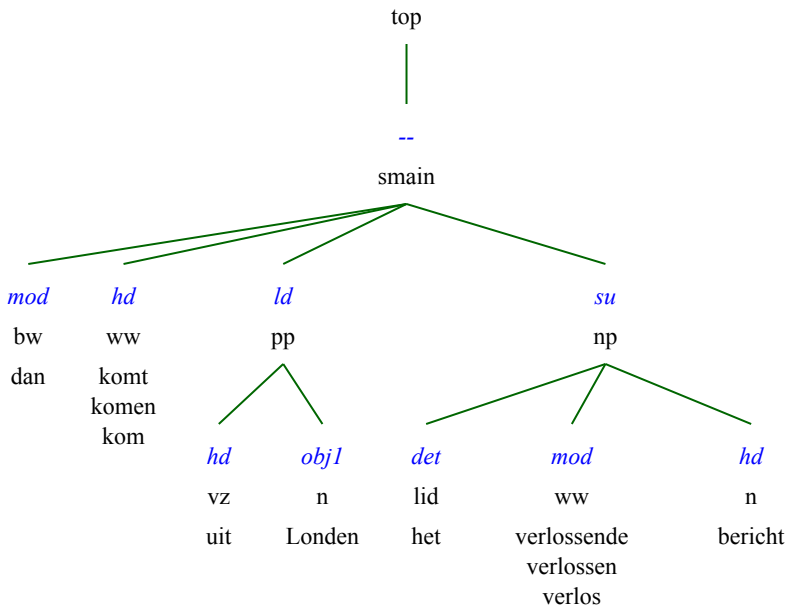 top
--
smain
mod hd ld su
bw ww pp np
dan komt
komen
kom
hd obj1 det mod hd
vz n lid ww n
uit Londen het verlossende bericht
verlossen
verlos